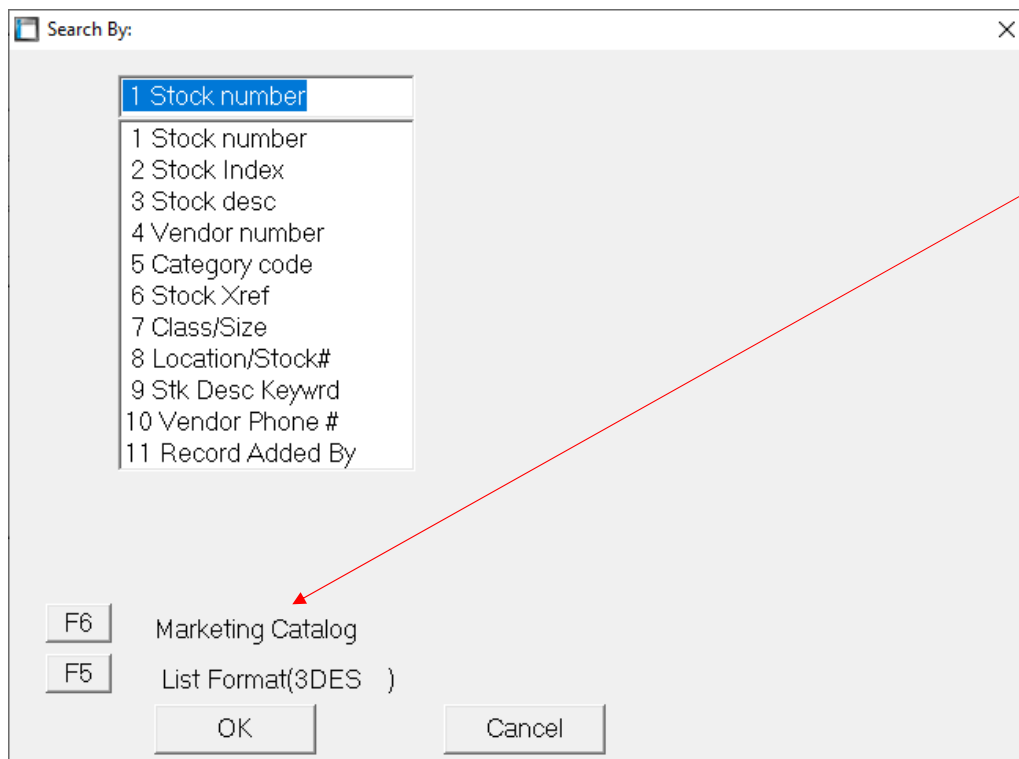 Search By:
1 Stock number
1 Stock number
2 Stock Index
3 Stock desc
4 Vendor number
5 Category code
6 Stock Xref
7 Class/Size
8 Location/Stock#
9 Stk Desc Keywrd
10 Vendor Phone #
11 Record Added By
F6 Marketing Catalog
F5 List Format(3DES )
OK Cancel